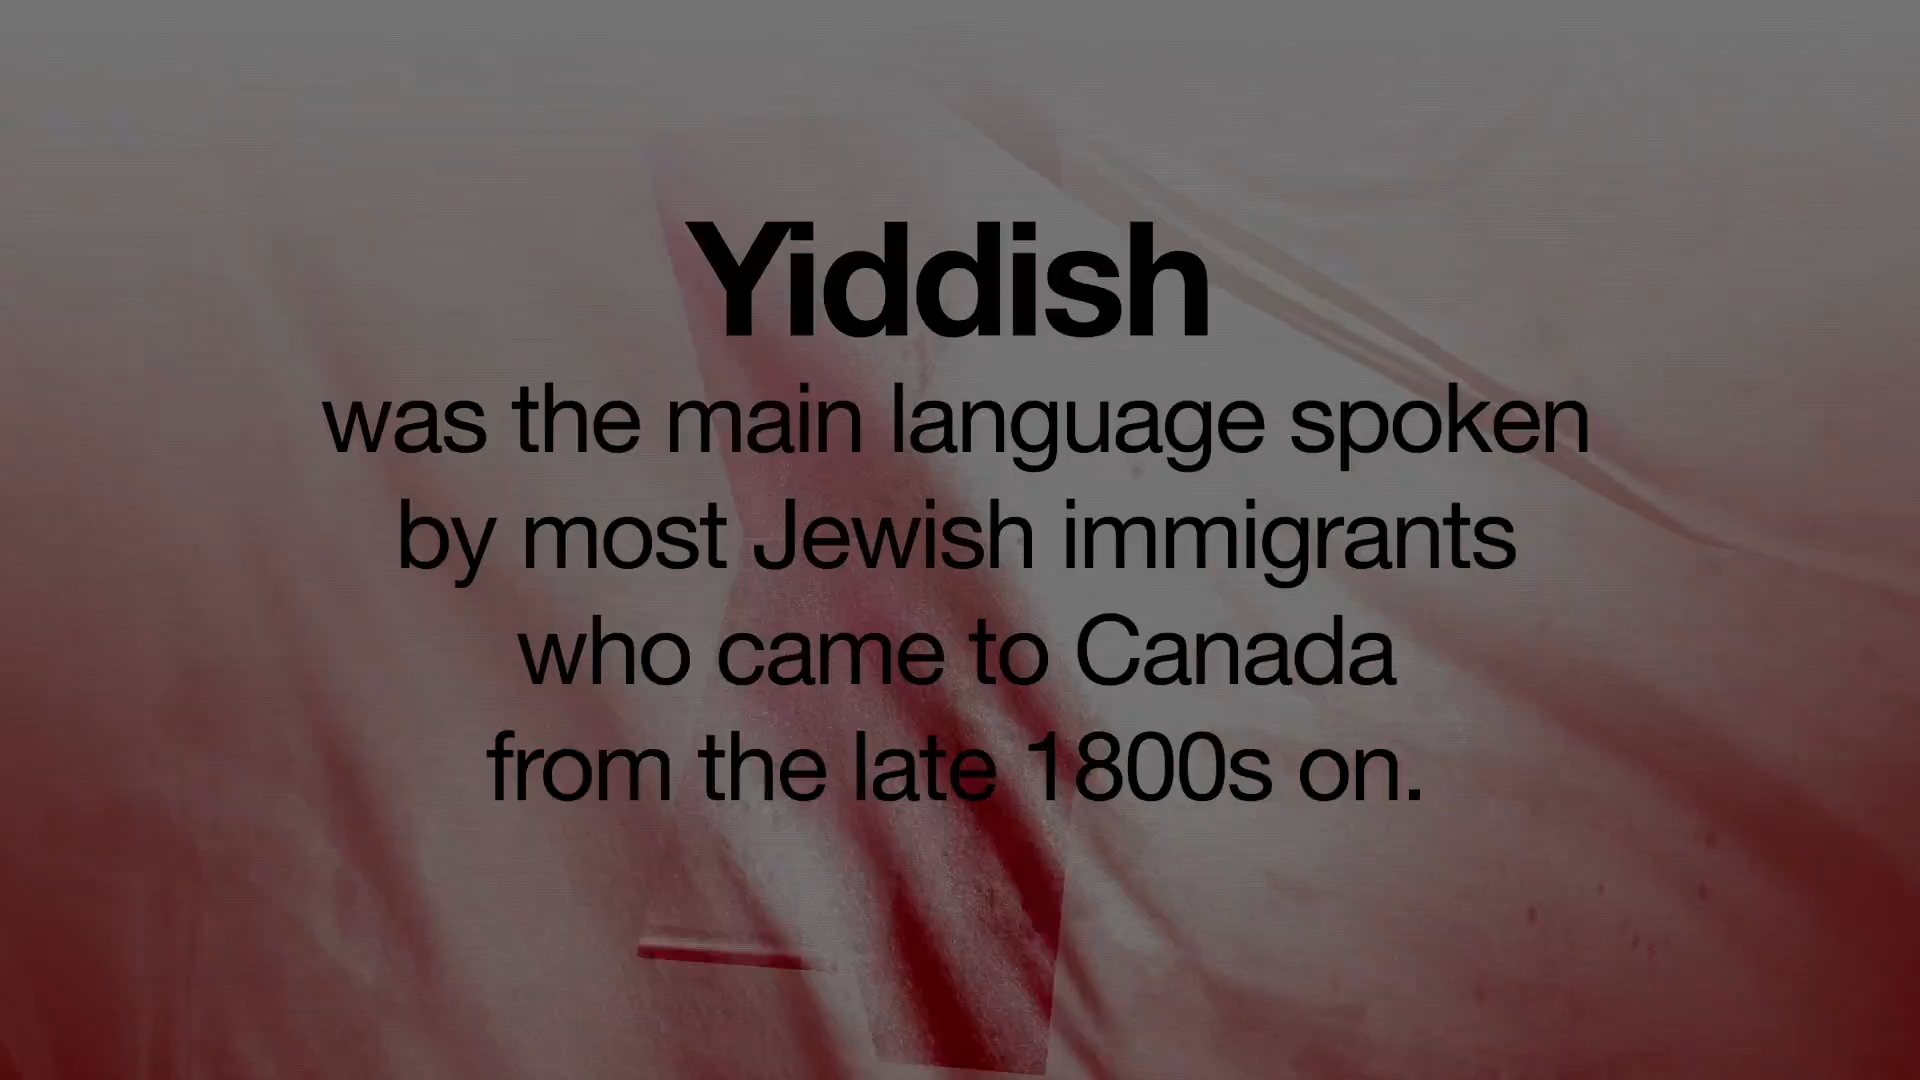 Yiddish
was the main language spoken
by most Jewish immigrants
who came to Canada
from the late 1800s on.